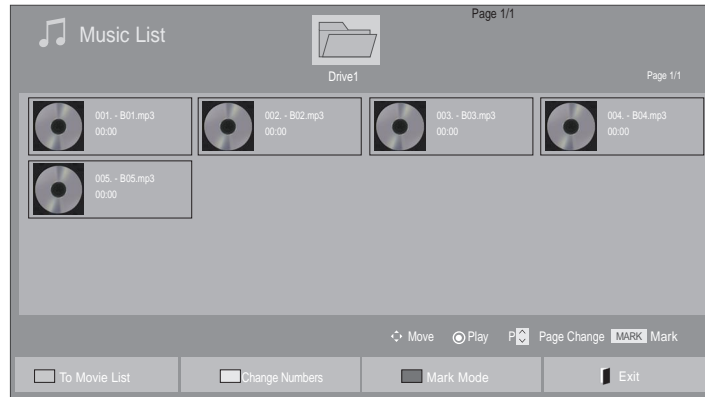 Page 1/1
Music List
Drive1
Page 1/1
001. - B01.mp3
00:00
002. - B02.mp3
00:00
003. - B03.mp3
00:00
004. - B04.mp3
00:00
005. - B05.mp3
00:00
Move Play P Page Change MARK Mark
To Movie List Change Numbers Mark Mode Exit